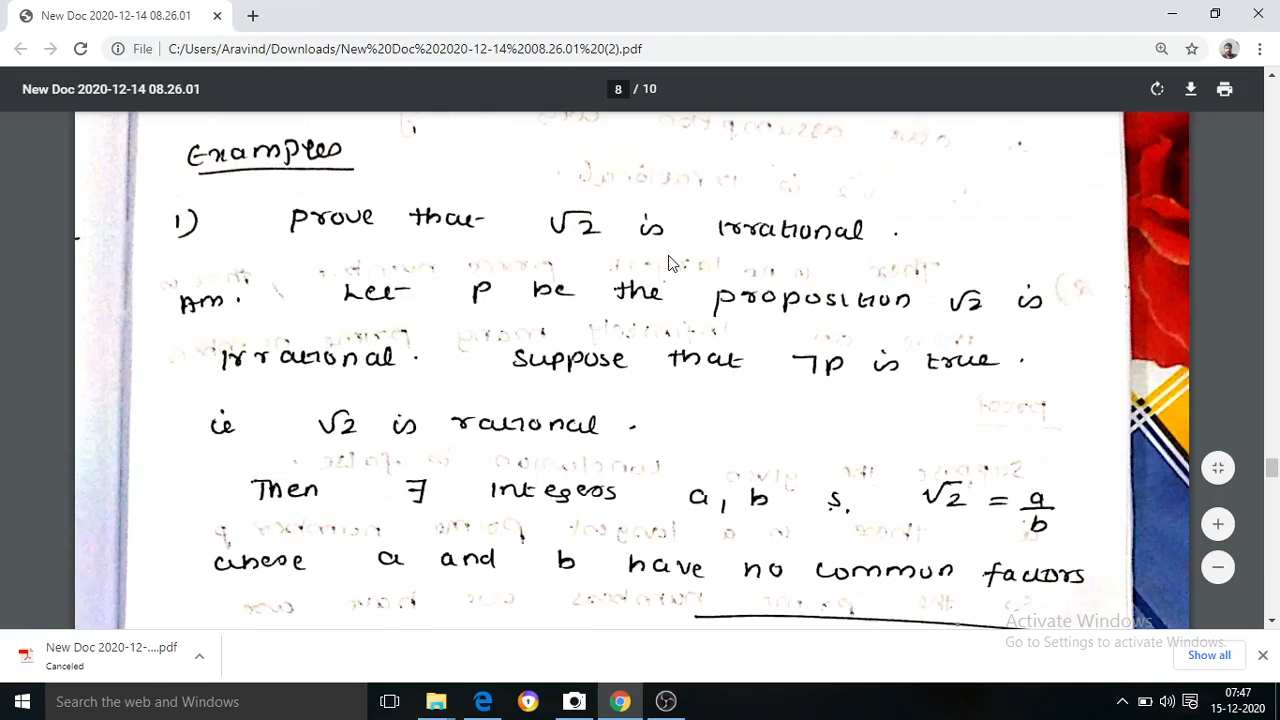 New Doc 2020-12-14 08.26.01
File C:/Users/Aravind/Downloads/New%20Doc%202020-12-14%2008.26.01%20(2).pdf
New Doc 2020-12-14 08.26.01 8 / 10
Examples
1) Prove that √2 is irrational.
Ans: Let P be the proposition √2 is
irrational. Suppose that ¬P is true.
ie √2 is rational.
Then ∃ integers a, b s. √2 = a/b
where a and b have no common factors
Activate Windows
Go to Settings to activate Windows.
New Doc 2020-12-....pdf
Canceled
Show all
Search the web and Windows
07:47
15-12-2020